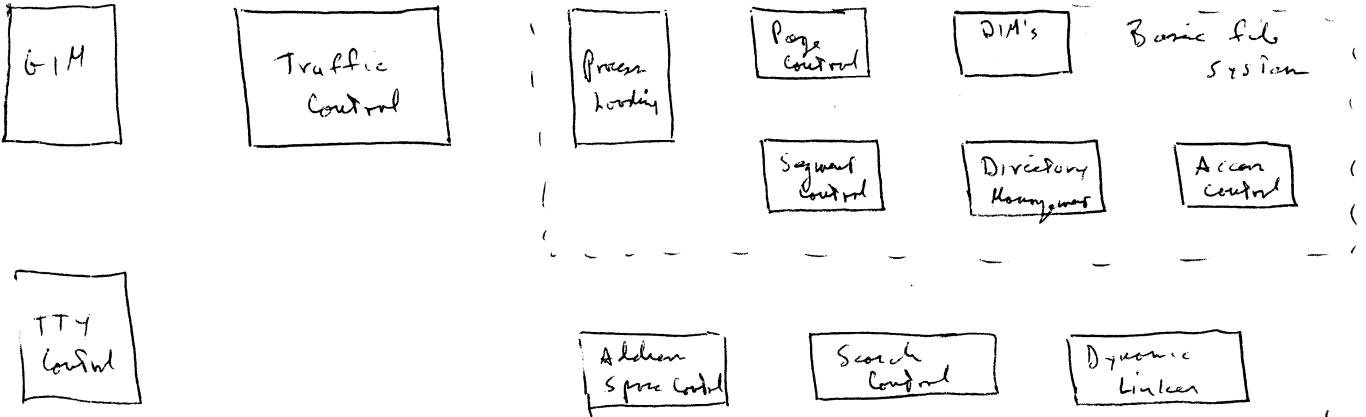 GIM
Traffic
Control
Process
Loading
Page
Control
DIM's
Basic file
System
Segment
Control
Directory
Management
Access
Control
TTY
Control
Address
Space Control
Search
Control
Dynamic
Linker